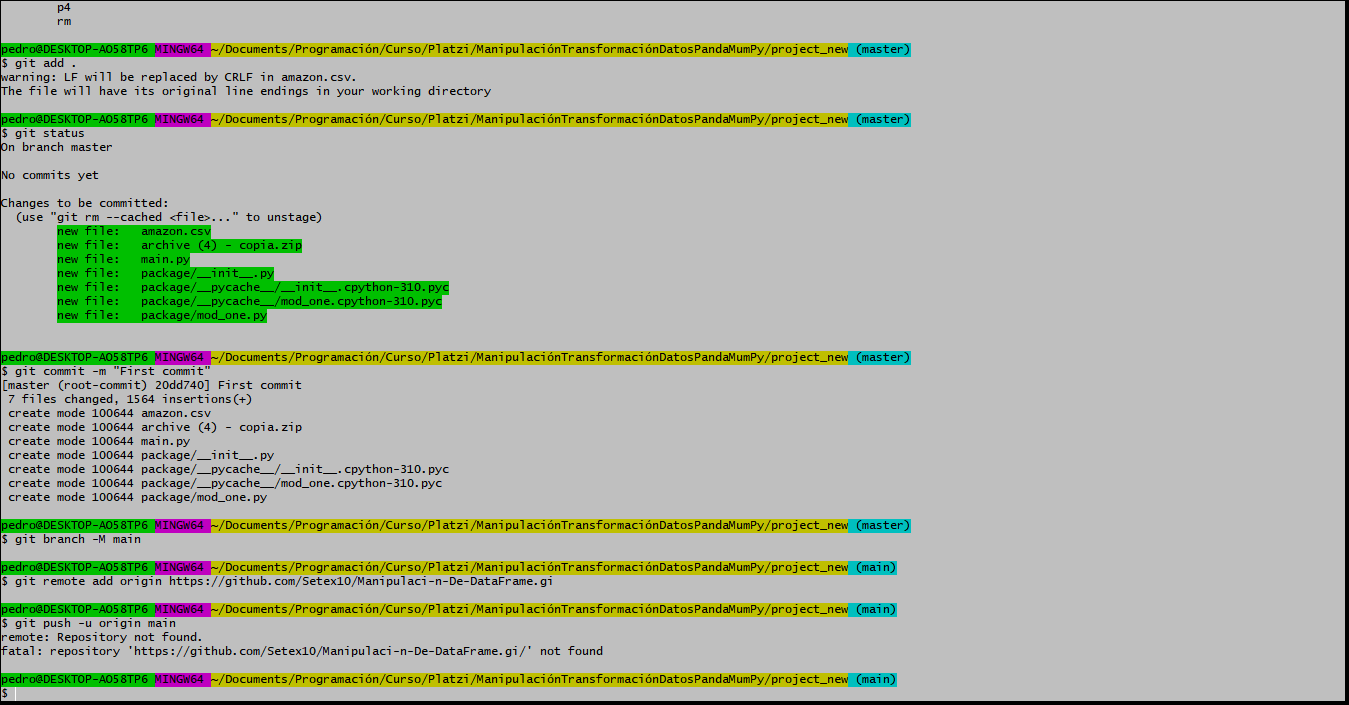 p4
rm
pedro@DESKTOP-AO58TP6 MINGW64 ~/Documents/Programación/Curso/Platzi/ManipulaciónTransformaciónDatosPandaMumPy/project_new (master)
$ git add .
warning: LF will be replaced by CRLF in amazon.csv.
The file will have its original line endings in your working directory
pedro@DESKTOP-AO58TP6 MINGW64 ~/Documents/Programación/Curso/Platzi/ManipulaciónTransformaciónDatosPandaMumPy/project_new (master)
$ git status
On branch master
No commits yet
Changes to be committed:
(use "git rm --cached <file>..." to unstage)
new file:   amazon.csv
new file:   archive (4) - copia.zip
new file:   main.py
new file:   package/__init__.py
new file:   package/__pycache__/__init__.cpython-310.pyc
new file:   package/__pycache__/mod_one.cpython-310.pyc
new file:   package/mod_one.py
pedro@DESKTOP-AO58TP6 MINGW64 ~/Documents/Programación/Curso/Platzi/ManipulaciónTransformaciónDatosPandaMumPy/project_new (master)
$ git commit -m "First commit"
[master (root-commit) 20dd740] First commit
7 files changed, 1564 insertions(+)
create mode 100644 amazon.csv
create mode 100644 archive (4) - copia.zip
create mode 100644 main.py
create mode 100644 package/__init__.py
create mode 100644 package/__pycache__/__init__.cpython-310.pyc
create mode 100644 package/__pycache__/mod_one.cpython-310.pyc
create mode 100644 package/mod_one.py
pedro@DESKTOP-AO58TP6 MINGW64 ~/Documents/Programación/Curso/Platzi/ManipulaciónTransformaciónDatosPandaMumPy/project_new (master)
$ git branch -M main
pedro@DESKTOP-AO58TP6 MINGW64 ~/Documents/Programación/Curso/Platzi/ManipulaciónTransformaciónDatosPandaMumPy/project_new (main)
$ git remote add origin https://github.com/Setex10/Manipulaci-n-De-DataFrame.gi
pedro@DESKTOP-AO58TP6 MINGW64 ~/Documents/Programación/Curso/Platzi/ManipulaciónTransformaciónDatosPandaMumPy/project_new (main)
$ git push -u origin main
remote: Repository not found.
fatal: repository 'https://github.com/Setex10/Manipulaci-n-De-DataFrame.gi/' not found
pedro@DESKTOP-AO58TP6 MINGW64 ~/Documents/Programación/Curso/Platzi/ManipulaciónTransformaciónDatosPandaMumPy/project_new (main)
$